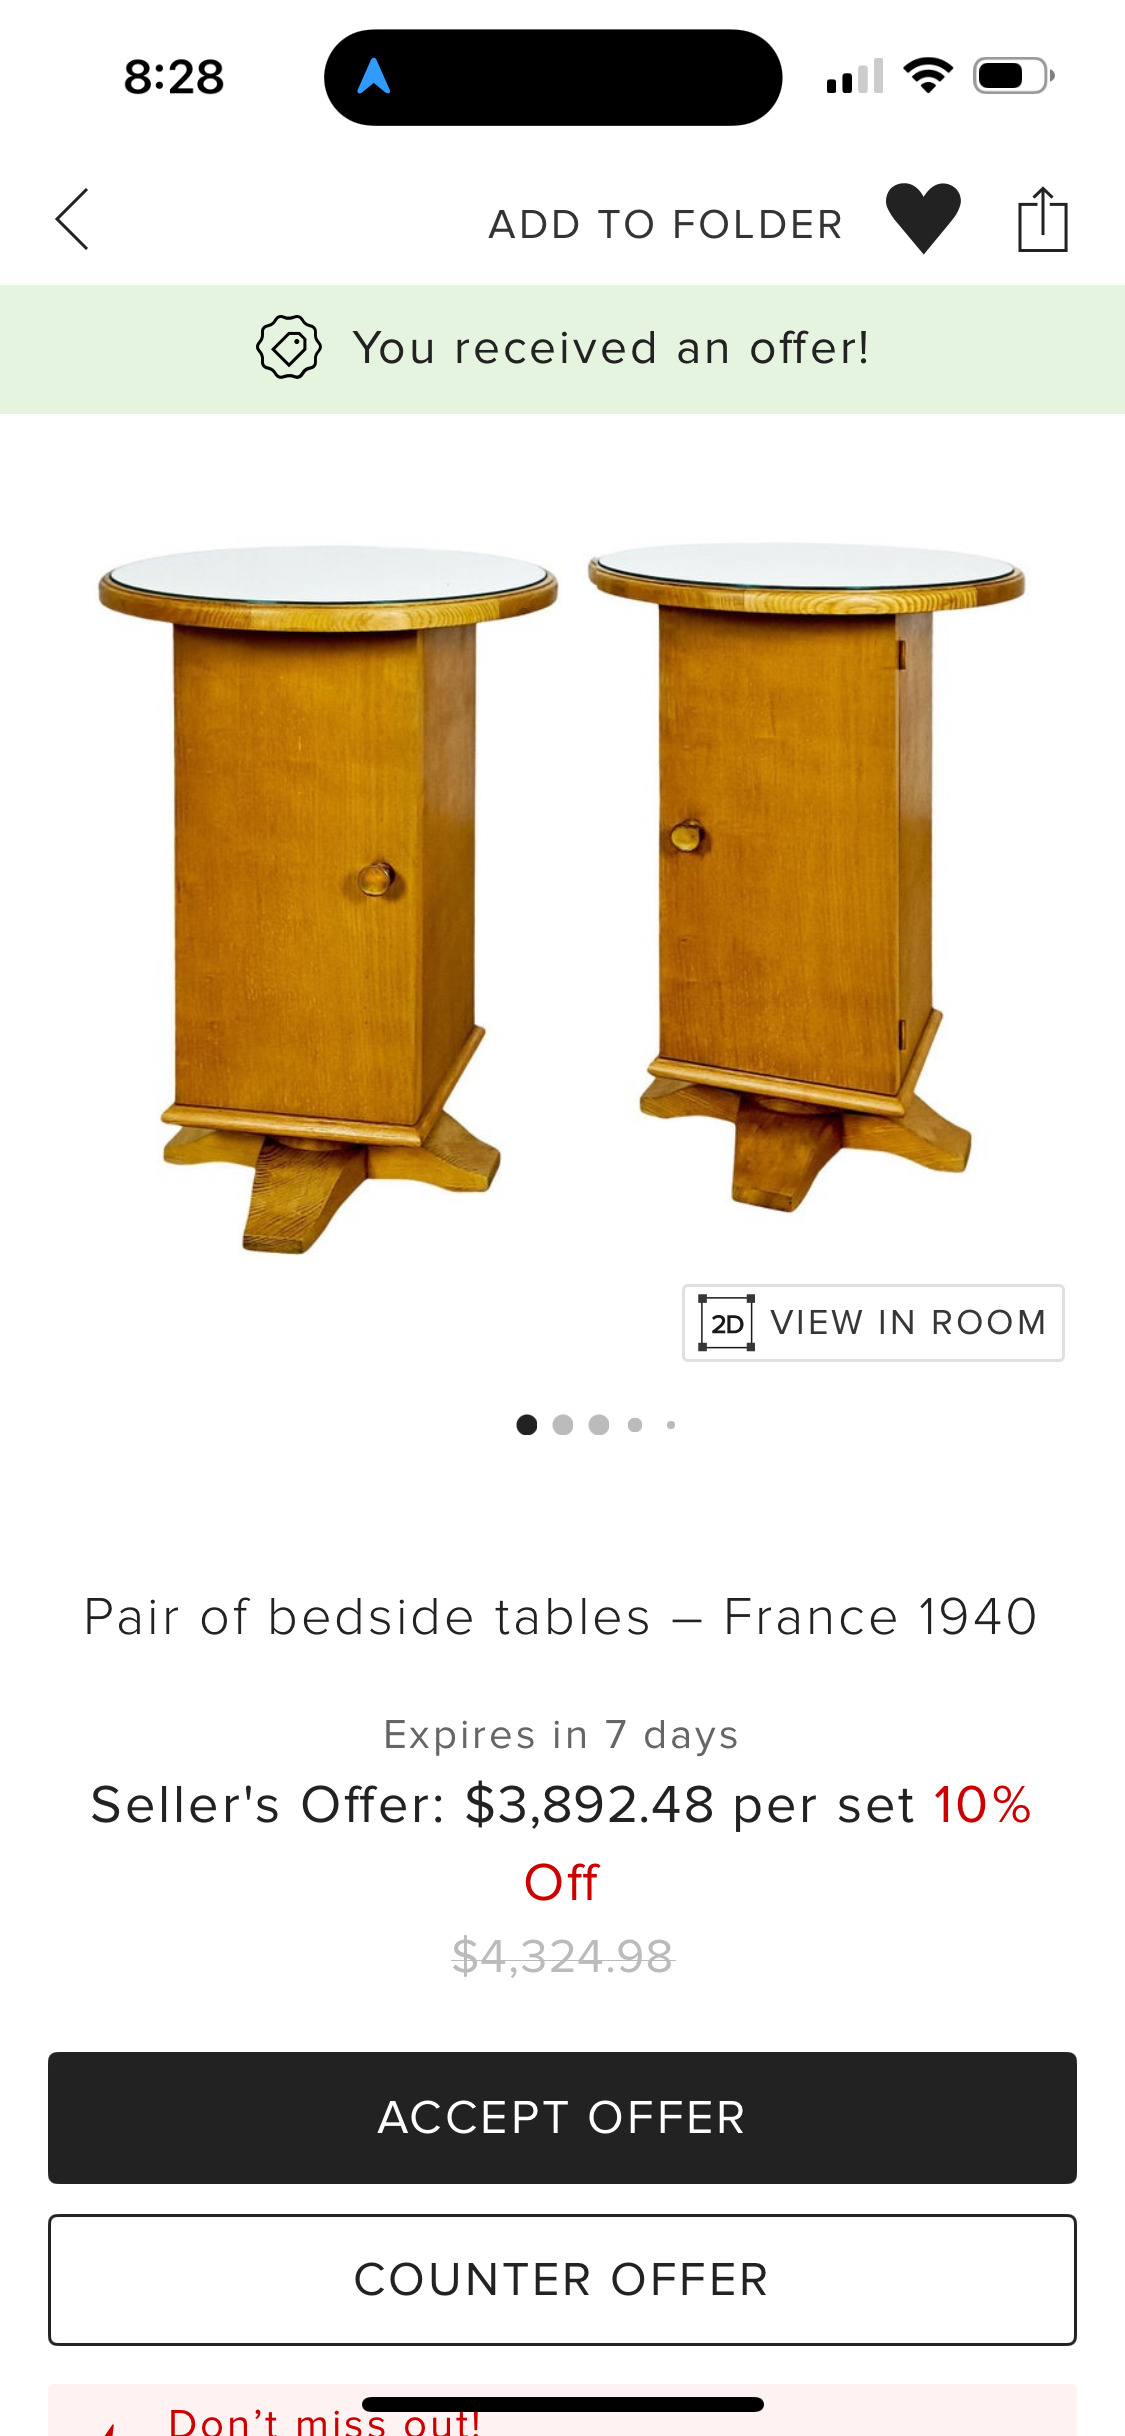 8:28
ADD TO FOLDER
You received an offer!
2D VIEW IN ROOM
Pair of bedside tables – France 1940
Expires in 7 days
Seller's Offer: $3,892.48 per set 10%
Off
$4,324.98
ACCEPT OFFER
COUNTER OFFER
Don’t miss out!